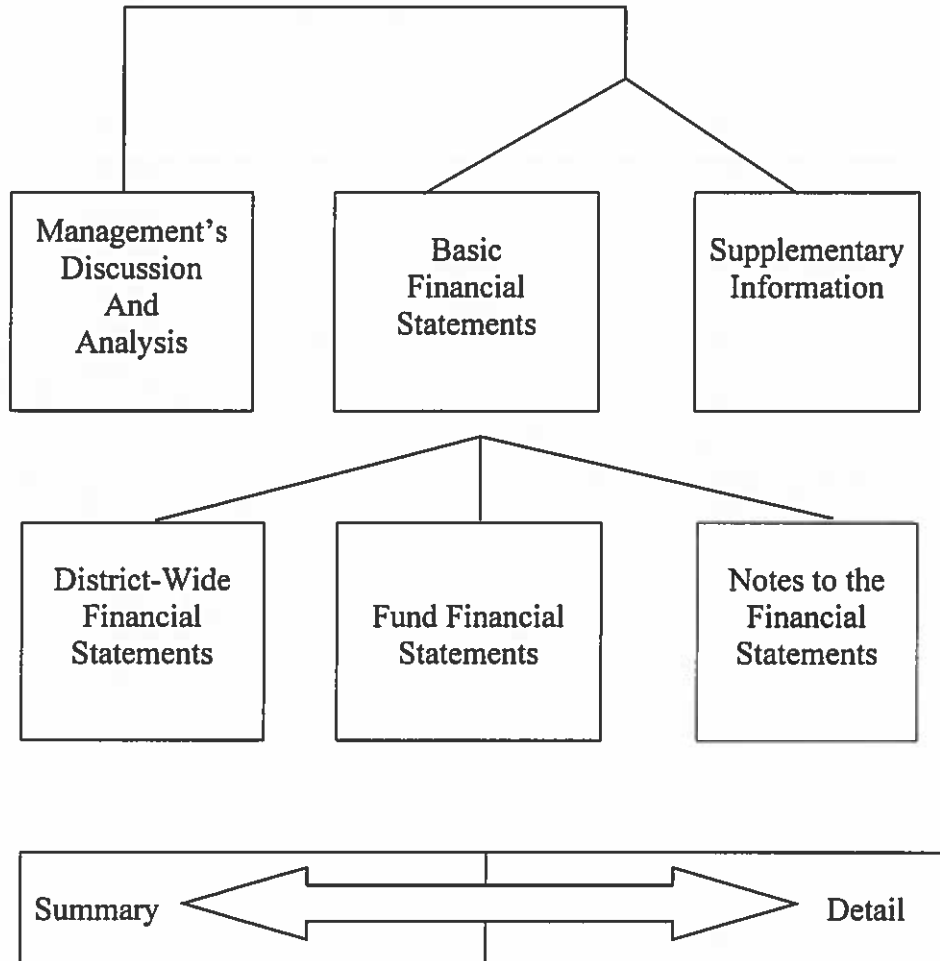 Management's
Discussion
And
Analysis
Basic
Financial
Statements
Supplementary
Information
District-Wide
Financial
Statements
Fund Financial
Statements
Notes to the
Financial
Statements
Summary
Detail